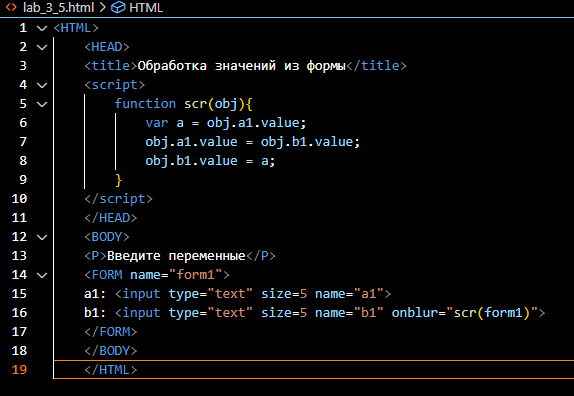 lab_3_5.html > HTML
1 <HTML>
2 <HEAD>
3 <title>Обработка значений из формы</title>
4 <script>
5 function scr(obj){
6 var a = obj.a1.value;
7 obj.a1.value = obj.b1.value;
8 obj.b1.value = a;
9 }
10 </script>
11 </HEAD>
12 <BODY>
13 <P>Введите переменные</P>
14 <FORM name="form1">
15 a1: <input type="text" size=5 name="a1">
16 b1: <input type="text" size=5 name="b1" onblur="scr(form1)">
17 </FORM>
18 </BODY>
19 </HTML>